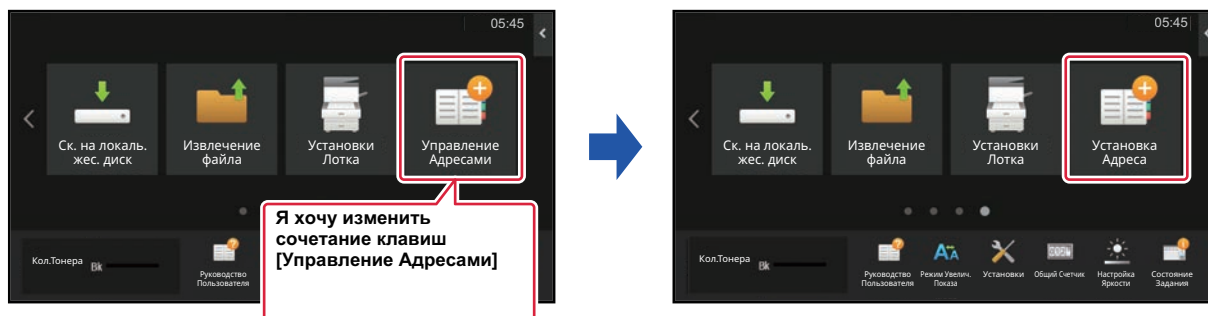 05:45
Ск. на локаль.
жес. диск
Извлечение
файла
Установки
Лотка
Управление
Адресами
Я хочу изменить
сочетание клавиш
[Управление Адресами]
Кол.Тонера
Bk
Руководство
Пользователя
05:45
Ск. на локаль.
жес. диск
Извлечение
файла
Установки
Лотка
Установка
Адреса
Кол.Тонера
Bk
Руководство
Пользователя
Режим Увелич.
Показа
Установки
Общий Счетчик
Настройка
Яркости
Состояние
Задания